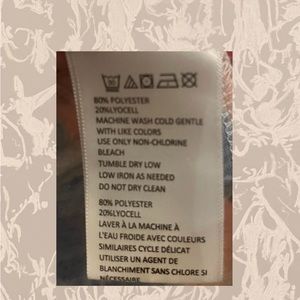 80% POLYESTER
20%LYOCELL
MACHINE WASH COLD GENTLE
WITH LIKE COLORS
USE ONLY NON-CHLORINE
BLEACH
TUMBLE DRY LOW
LOW IRON AS NEEDED
DO NOT DRY CLEAN
80% POLYESTER
20%LYCELL
LAVER À LA MACHINE À
L'EAU FROIDE AVEC COULEURS
SIMILAIRES CYCLE DÉLICAT
UTILISER UN AGENT DE
BLANCHIMENT SANS CHLORE SI
NÉCESSAIRE